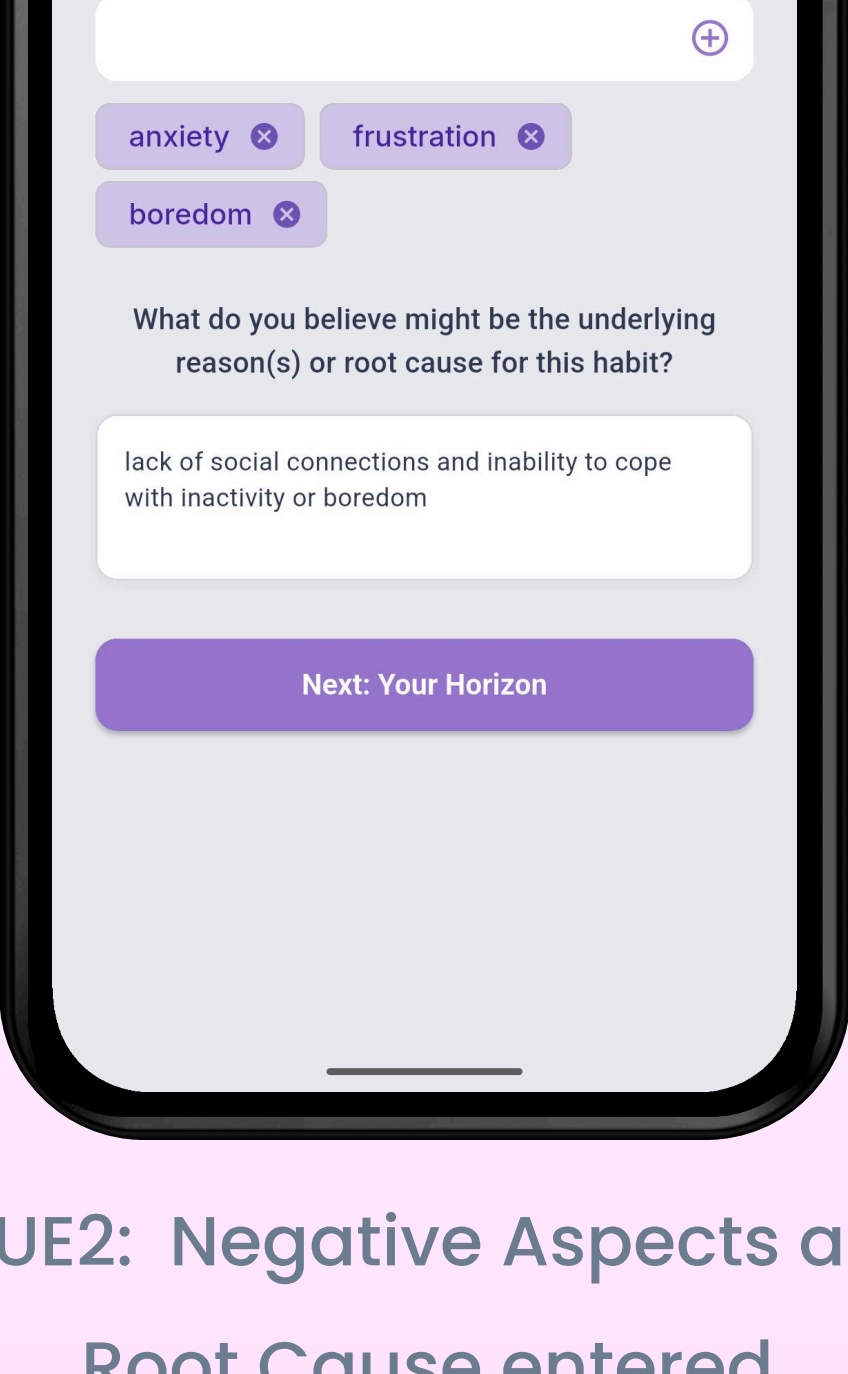 anxiety frustration
boredom
What do you believe might be the underlying
reason(s) or root cause for this habit?
lack of social connections and inability to cope
with inactivity or boredom
Next: Your Horizon
UE2: Negative Aspects a
Root Cause entered